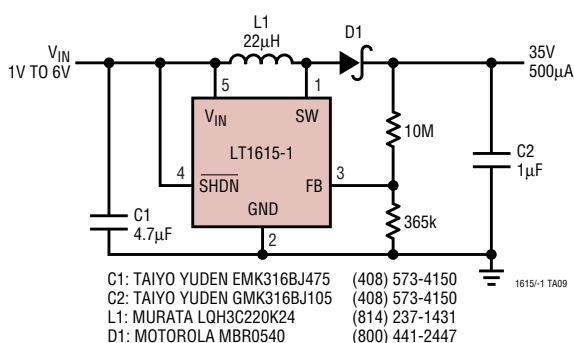 L1
22µH
D1
VIN
1V TO 6V
35V
500µA
5
1
VIN
SW
10M
LT1615-1
C2
1µF
4
3
SHDN
FB
GND
365k
C1
4.7µF
2
1615/-1 TA09
C1: TAIYO YUDEN EMK316BJ475 (408) 573-4150
C2: TAIYO YUDEN GMK316BJ105 (408) 573-4150
L1: MURATA LQH3C220K24 (814) 237-1431
D1: MOTOROLA MBR0540 (800) 441-2447